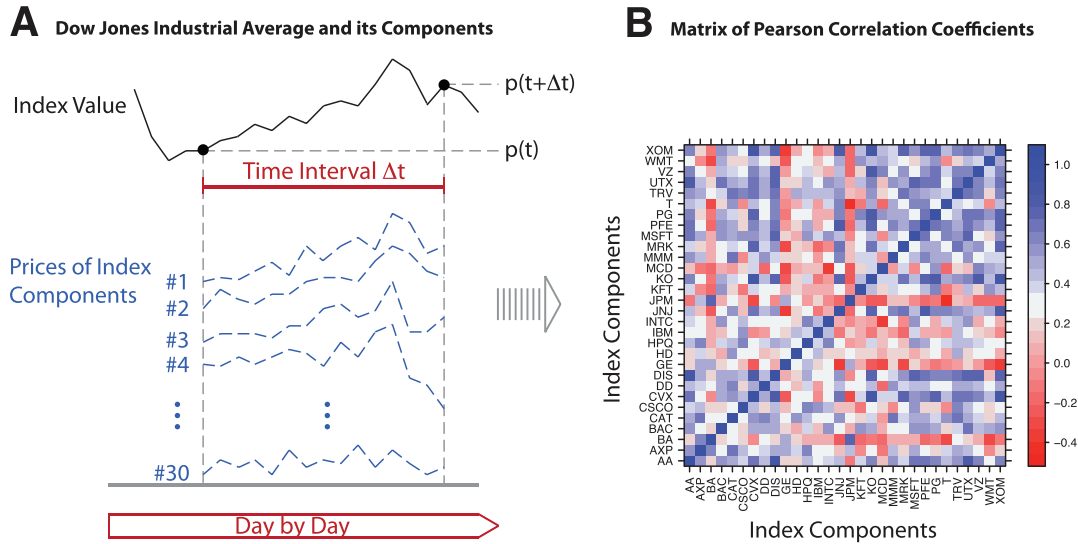 A Dow Jones Industrial Average and its Components
Index Value
p(t+Δt)
p(t)
Time Interval Δt
Prices of Index
Components
#1
#2
#3
#4
#30
Day by Day
B Matrix of Pearson Correlation Coefficients
Index Components
XOM
WMT
VZ
UTX
TRV
T
PG
PFE
MSFT
MRK
MMM
MCD
KO
KFT
JPM
JNJ
INTC
IBM
HPQ
HD
GE
DIS
DD
CVX
CSCO
CAT
BAC
BA
AXP
AA
AA AXP BA BAC CAT CSCO CVX DD DIS GE HD HPQ IBM INTC JNJ JPM KFT KO MCD MMM MRK MSFT PFE PG T TRV UTX VZ WMT XOM
Index Components
1.0
0.8
0.6
0.4
0.2
0.0
−0.2
−0.4